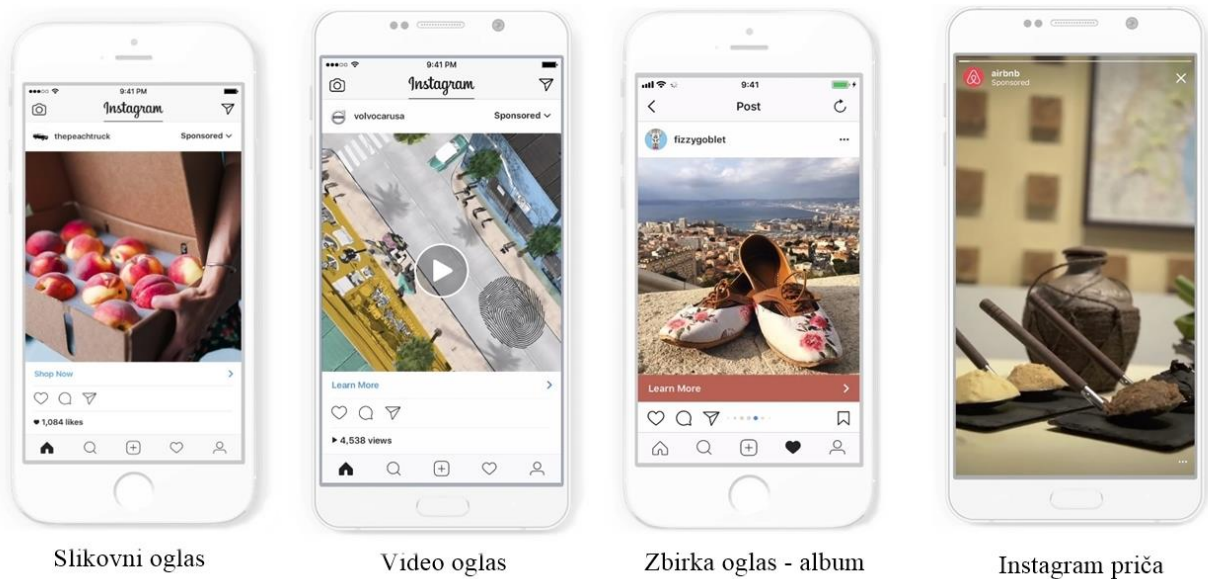 9:41 PM
Instagram
thepeachtruck Sponsored
Shop Now
1,084 likes
Slikovni oglas
9:41 PM
Instagram
volvocarusa Sponsored
Learn More
4,538 views
Video oglas
9:41
Post
fizzygoblet
Learn More
Zbirka oglas - album
airbnb
Sponsored
Instagram priča